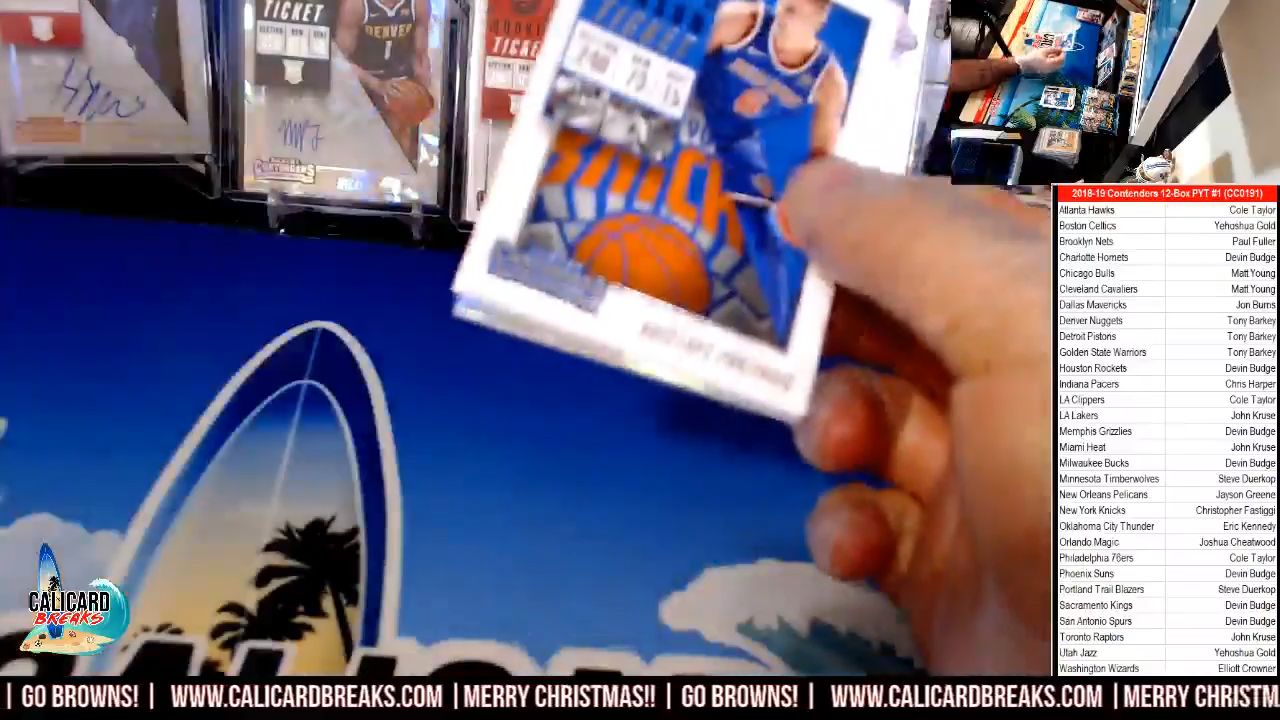 TICKET
TICKET
TICKET
2018-19 Contenders 12-Box PYT #1 (CC0191)
Atlanta Hawks Cole Taylor
Boston Celtics Yehoshua Gold
Brooklyn Nets Paul Fuller
Charlotte Hornets Devin Budge
Chicago Bulls Matt Young
Cleveland Cavaliers Matt Young
Dallas Mavericks Jon Burns
Denver Nuggets Tony Barkey
Detroit Pistons Tony Barkey
Golden State Warriors Tony Barkey
Houston Rockets Devin Budge
Indiana Pacers Chris Harper
LA Clippers Cole Taylor
LA Lakers John Kruse
Memphis Grizzlies Devin Budge
Miami Heat John Kruse
Milwaukee Bucks Devin Budge
Minnesota Timberwolves Steve Duerkop
New Orleans Pelicans Jayson Greene
New York Knicks Christopher Fastiggi
Oklahoma City Thunder Eric Kennedy
Orlando Magic Joshua Cheatwood
Philadelphia 76ers Cole Taylor
Phoenix Suns Devin Budge
Portland Trail Blazers Steve Duerkop
Sacramento Kings Devin Budge
San Antonio Spurs Devin Budge
Toronto Raptors John Kruse
Utah Jazz Yehoshua Gold
Washington Wizards Elliott Crowner
DENVER
1
CALICARD
BREAKS
| GO BROWNS! | WWW.CALICARDBREAKS.COM | MERRY CHRISTMAS!! | GO BROWNS! | WWW.CALICARDBREAKS.COM | MERRY CHRISTM